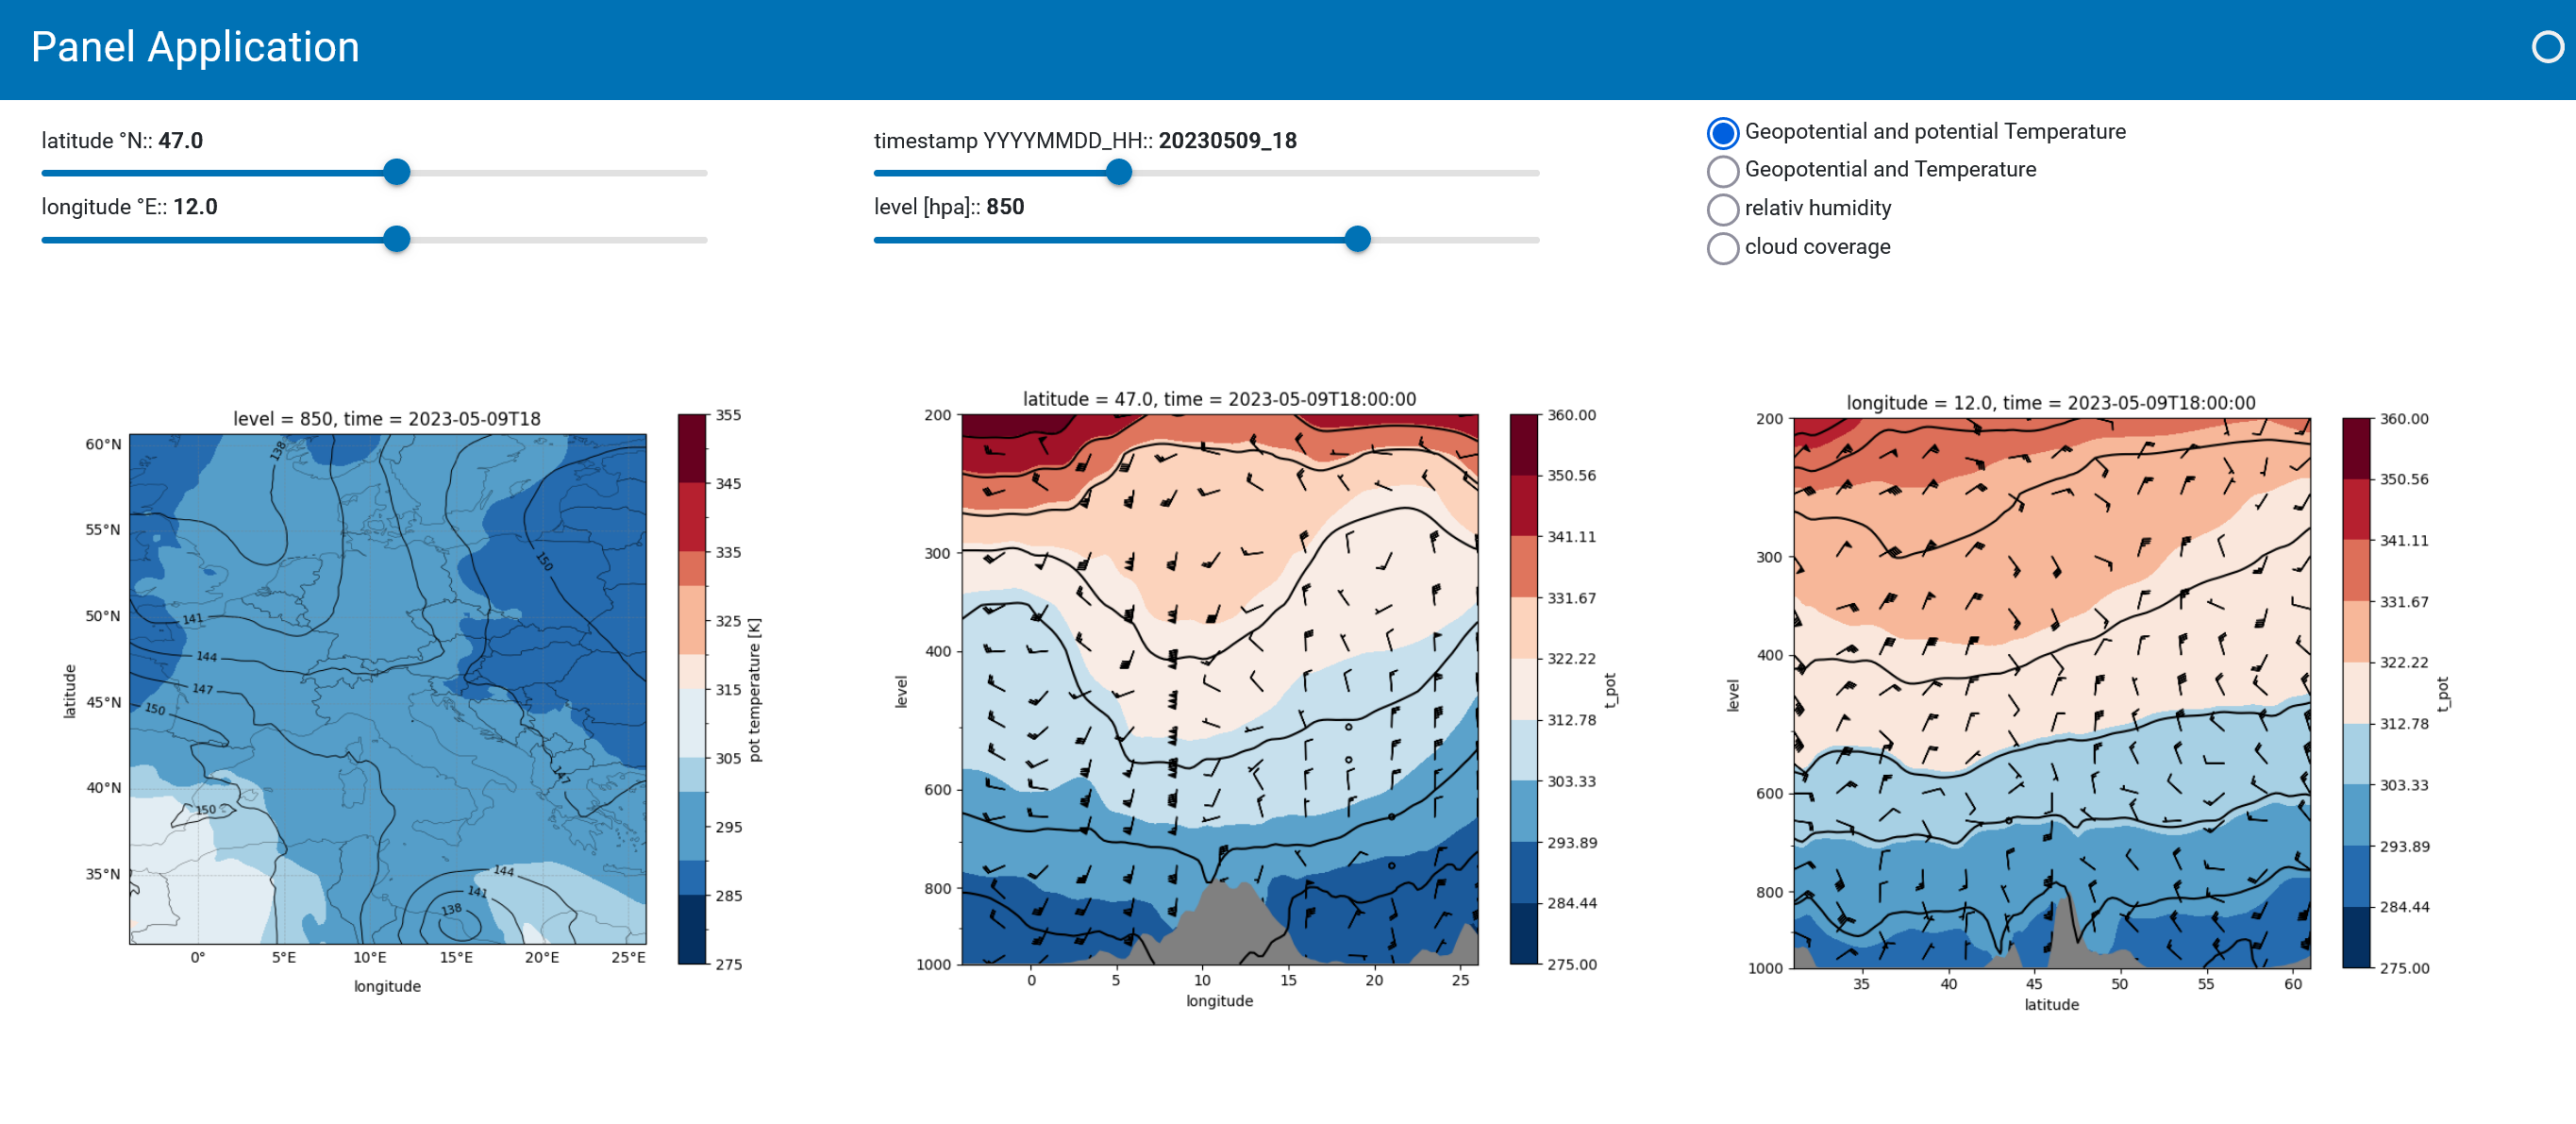 Panel Application
latitude °N:: 47.0
longitude °E:: 12.0
timestamp YYYYMMDD_HH:: 20230509_18
level [hpa]:: 850
Geopotential and potential Temperature
Geopotential and Temperature
relativ humidity
cloud coverage
level = 850, time = 2023-05-09T18
60°N
55°N
50°N
45°N
40°N
35°N
latitude
0°
5°E
10°E
15°E
20°E
25°E
longitude
138
150
141
144
147
150
150
147
144
141
138
355
345
335
325
315
305
295
285
275
pot temperature [K]
latitude = 47.0, time = 2023-05-09T18:00:00
200
300
400
600
800
1000
level
0
5
10
15
20
25
longitude
360.00
350.56
341.11
331.67
322.22
312.78
303.33
293.89
284.44
275.00
t_pot
longitude = 12.0, time = 2023-05-09T18:00:00
200
300
400
600
800
1000
level
35
40
45
50
55
60
latitude
360.00
350.56
341.11
331.67
322.22
312.78
303.33
293.89
284.44
275.00
t_pot